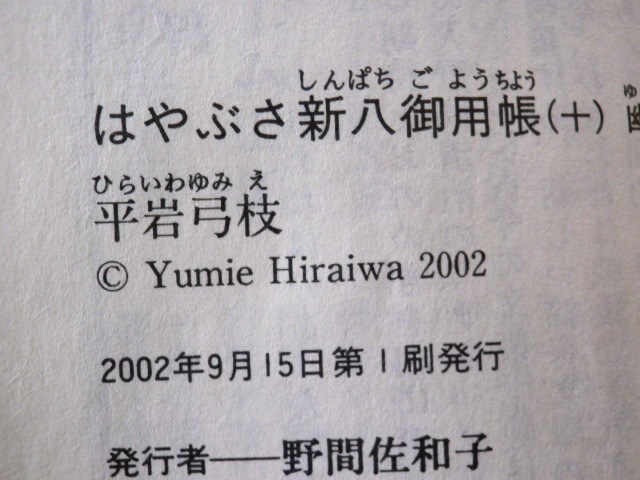 しんぱち ご ようちょう
はやぶさ新八御用帳(十)
ひらいわゆみ え
平岩弓枝
© Yumie Hiraiwa 2002
2002年9月15日第1刷発行
発行者──野間佐和子